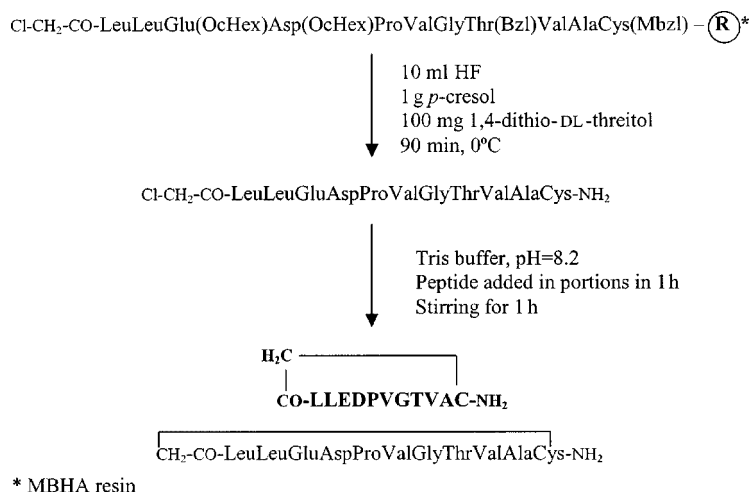 Cl-CH₂-CO-LeuLeuGlu(OcHex)Asp(OcHex)ProValGlyThr(Bzl)ValAlaCys(Mbzl) – R*
10 ml HF
1 g p-cresol
100 mg 1,4-dithio-DL-threitol
90 min, 0°C
Cl-CH₂-CO-LeuLeuGluAspProValGlyThrValAlaCys-NH₂
Tris buffer, pH=8.2
Peptide added in portions in 1h
Stirring for 1 h
H₂C
CO-LLEDPVGTVAC-NH₂
CH₂-CO-LeuLeuGluAspProValGlyThrValAlaCys-NH₂
* MBHA resin